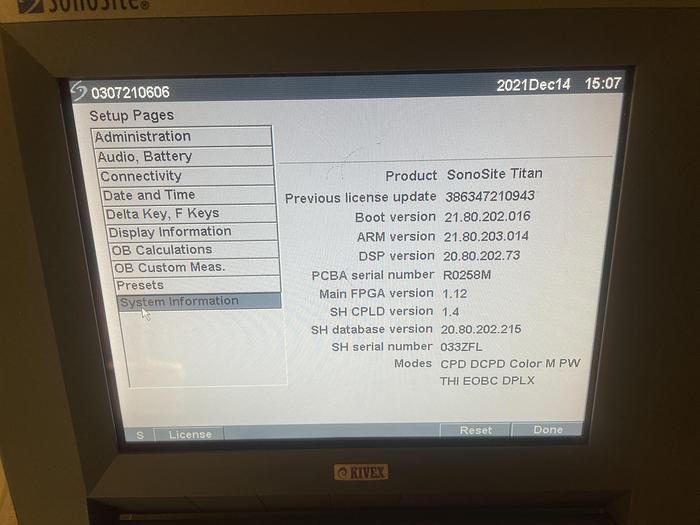 SonoSite®
0307210606 2021Dec14 15:07
Setup Pages
Administration
Audio, Battery
Connectivity
Date and Time
Delta Key, F Keys
Display Information
OB Calculations
OB Custom Meas.
Presets
System Information
Product SonoSite Titan
Previous license update 386347210943
Boot version 21.80.202.016
ARM version 21.80.203.014
DSP version 20.80.202.73
PCBA serial number R0258M
Main FPGA version 1.12
SH CPLD version 1.4
SH database version 20.80.202.215
SH serial number 033ZFL
Modes CPD DCPD Color M PW
THI EOBC DPLX
S License Reset Done
KIVEX